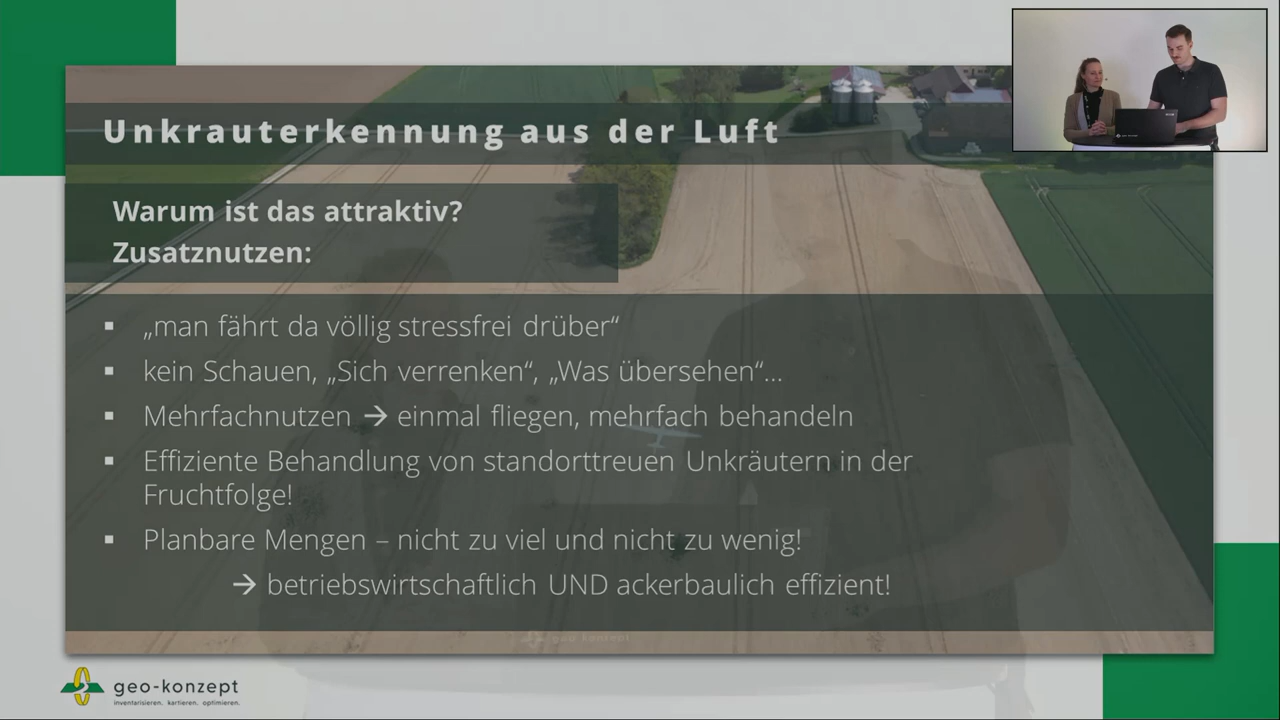 Unkrauterkennung aus der Luft
Warum ist das attraktiv?
Zusatznutzen:
▪ „man fährt da völlig stressfrei drüber“
▪ kein Schauen, „Sich verrenken“, „Was übersehen“...
▪ Mehrfachnutzen → einmal fliegen, mehrfach behandeln
▪ Effiziente Behandlung von standorttreuen Unkräutern in der
Fruchtfolge!
▪ Planbare Mengen – nicht zu viel und nicht zu wenig!
→ betriebswirtschaftlich UND ackerbaulich effizient!
geo konzept
geo-konzept
inventarisieren. kartieren. optimieren.